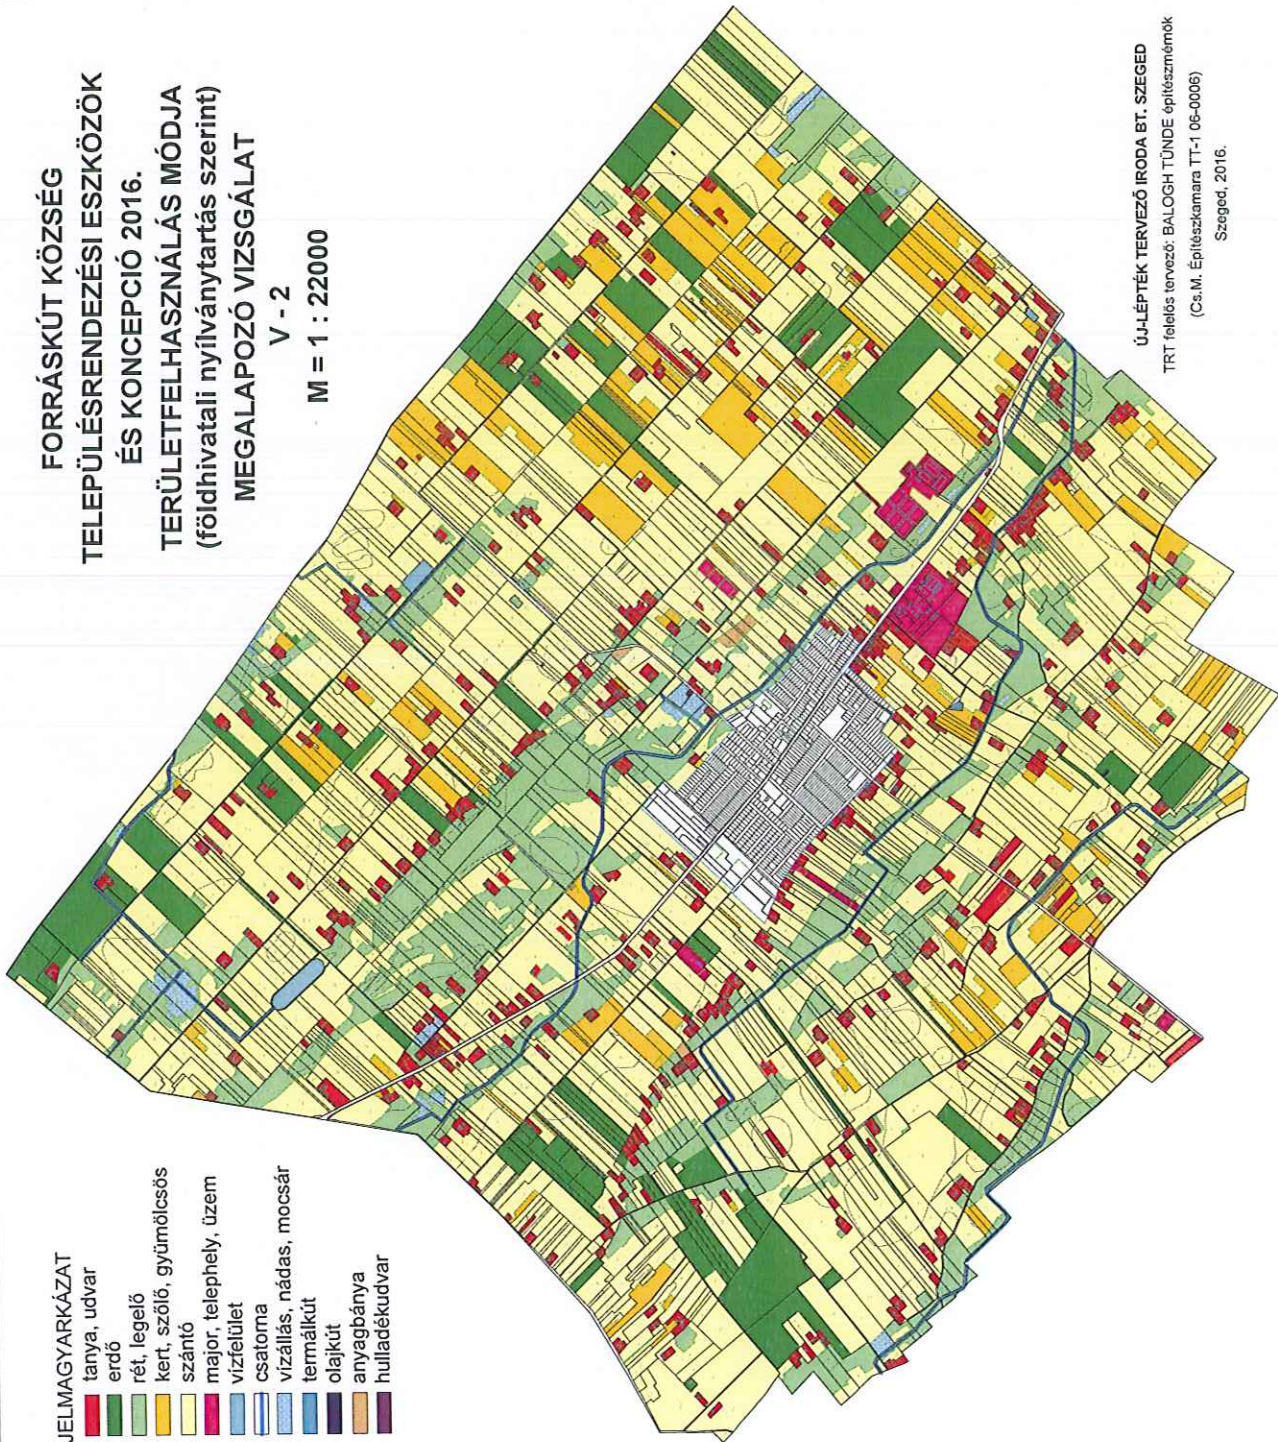 FORRÁSKÚT KÖZSÉG
TELEPÜLÉSRENDEZÉSI ESZKÖZÖK
ÉS KONCEPCIÓ 2016.
TERÜLETFELHASZNÁLÁS MÓDJA
(földhivatali nyílványtartás szerint)
MEGALAPOZÓ VIZSGÁLAT
V - 2
M = 1 : 22000
JELMAGYARKÁZAT
tanya, udvar
erdő
rét, legelő
kert, szőlő, gyümölcsös
szántó
major, telephely, üzem
vízfelület
csatorna
vízállás, nádas, mocsár
termálkút
olajkút
anyagbánya
hulladékudvar
ÚJ-LÉPTÉK TERVEZŐ IRODA BT. SZEGED
TRT felelős tervező: BALOGH TÜNDE építészmérnök
(Cs.M. Építészkamara TT-1 06-0006)
Szeged, 2016.